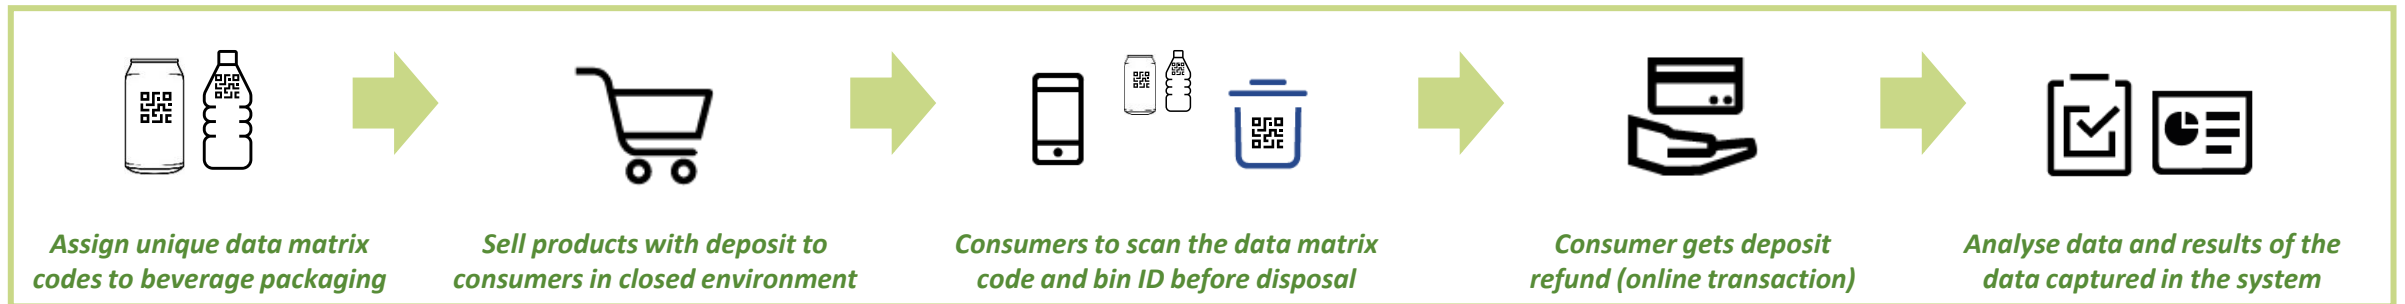 Assign unique data matrix
codes to beverage packaging
Sell products with deposit to
consumers in closed environment
Consumers to scan the data matrix
code and bin ID before disposal
Consumer gets deposit
refund (online transaction)
Analyse data and results of the
data captured in the system